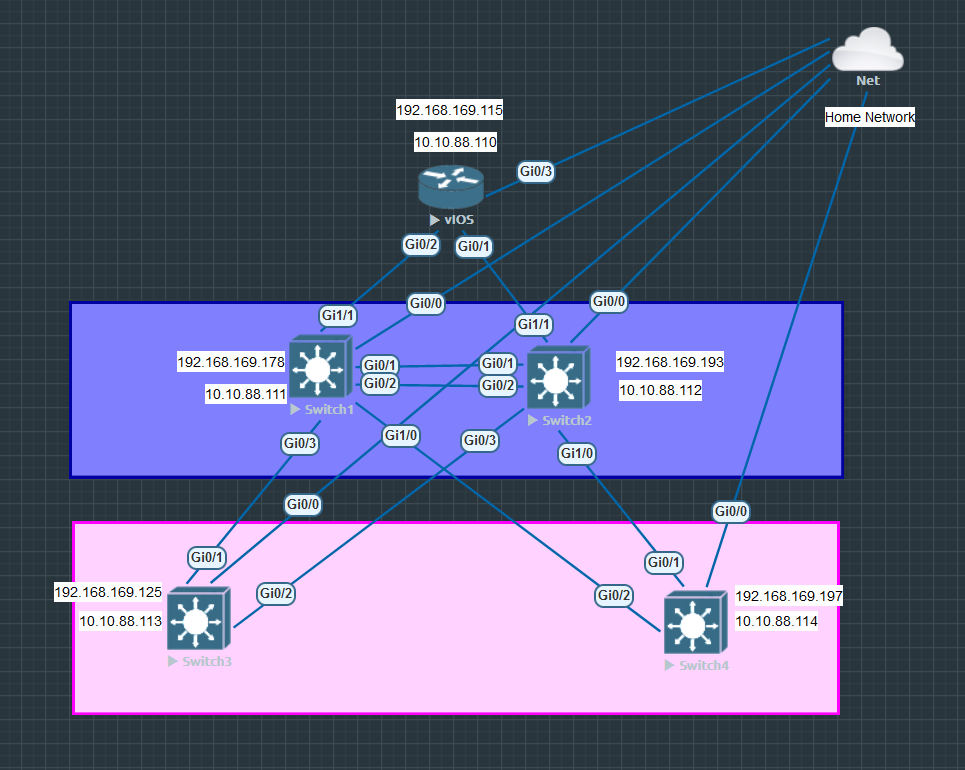 Net
Home Network
192.168.169.115
10.10.88.110
Gi0/3
vIOS
Gi0/2
Gi0/1
Gi0/0
Gi0/0
Gi1/1
Gi1/1
192.168.169.178
10.10.88.111
Gi0/1
Gi0/2
Gi0/1
Gi0/2
192.168.169.193
10.10.88.112
Switch1
Switch2
Gi0/3
Gi1/0
Gi0/3
Gi1/0
Gi0/0
Gi0/0
Gi0/1
Gi0/2
Gi0/1
Gi0/2
192.168.169.125
10.10.88.113
192.168.169.197
10.10.88.114
Switch3
Switch4